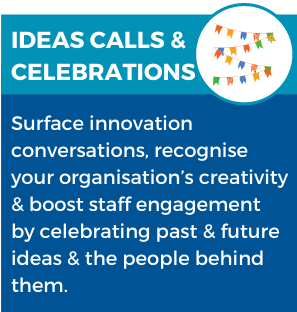 IDEAS CALLS &
CELEBRATIONS
Surface innovation
conversations, recognise
your organisation's creativity
& boost staff engagement
by celebrating past & future
ideas & the people behind
them.